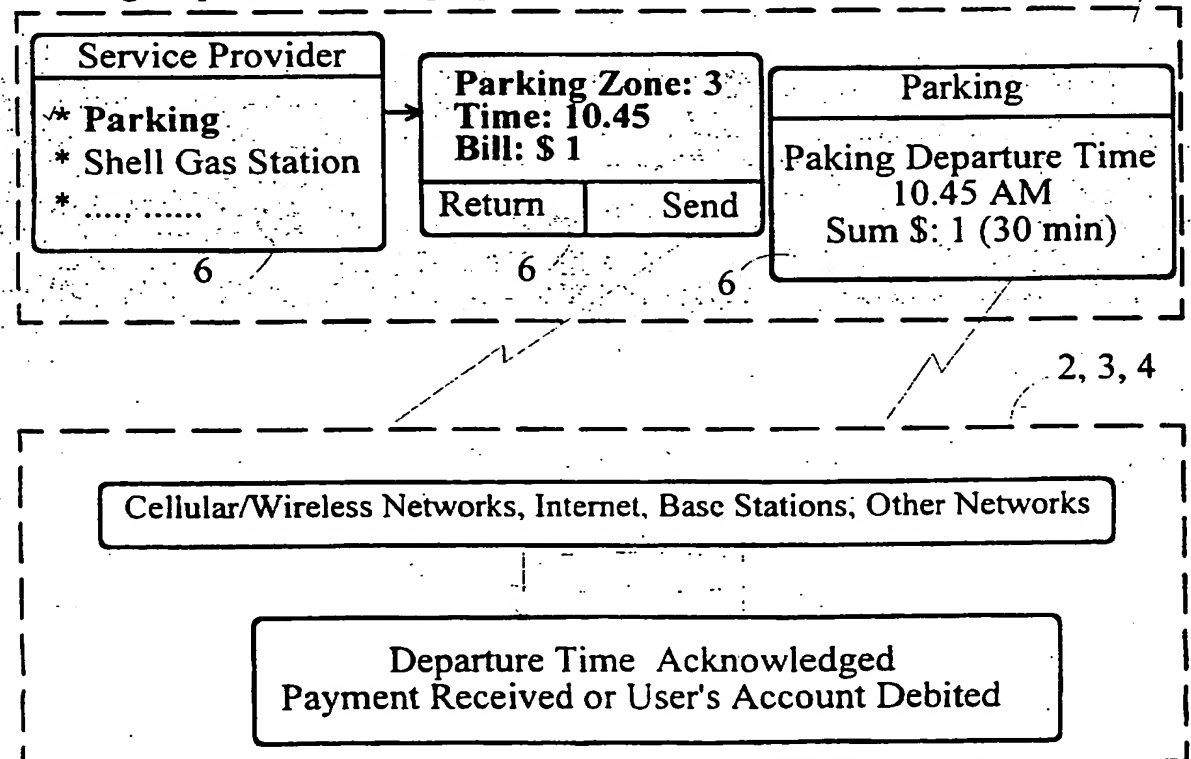 Service Provider
* Parking
* Shell Gas Station
* ..... ......
6
Parking Zone: 3
Time: 10.45
Bill: $ 1
Return Send
6
Parking
Paking Departure Time
10.45 AM
Sum $: 1 (30 min)
6
2, 3, 4
Cellular/Wireless Networks, Internet, Base Stations, Other Networks
Departure Time Acknowledged
Payment Received or User's Account Debited